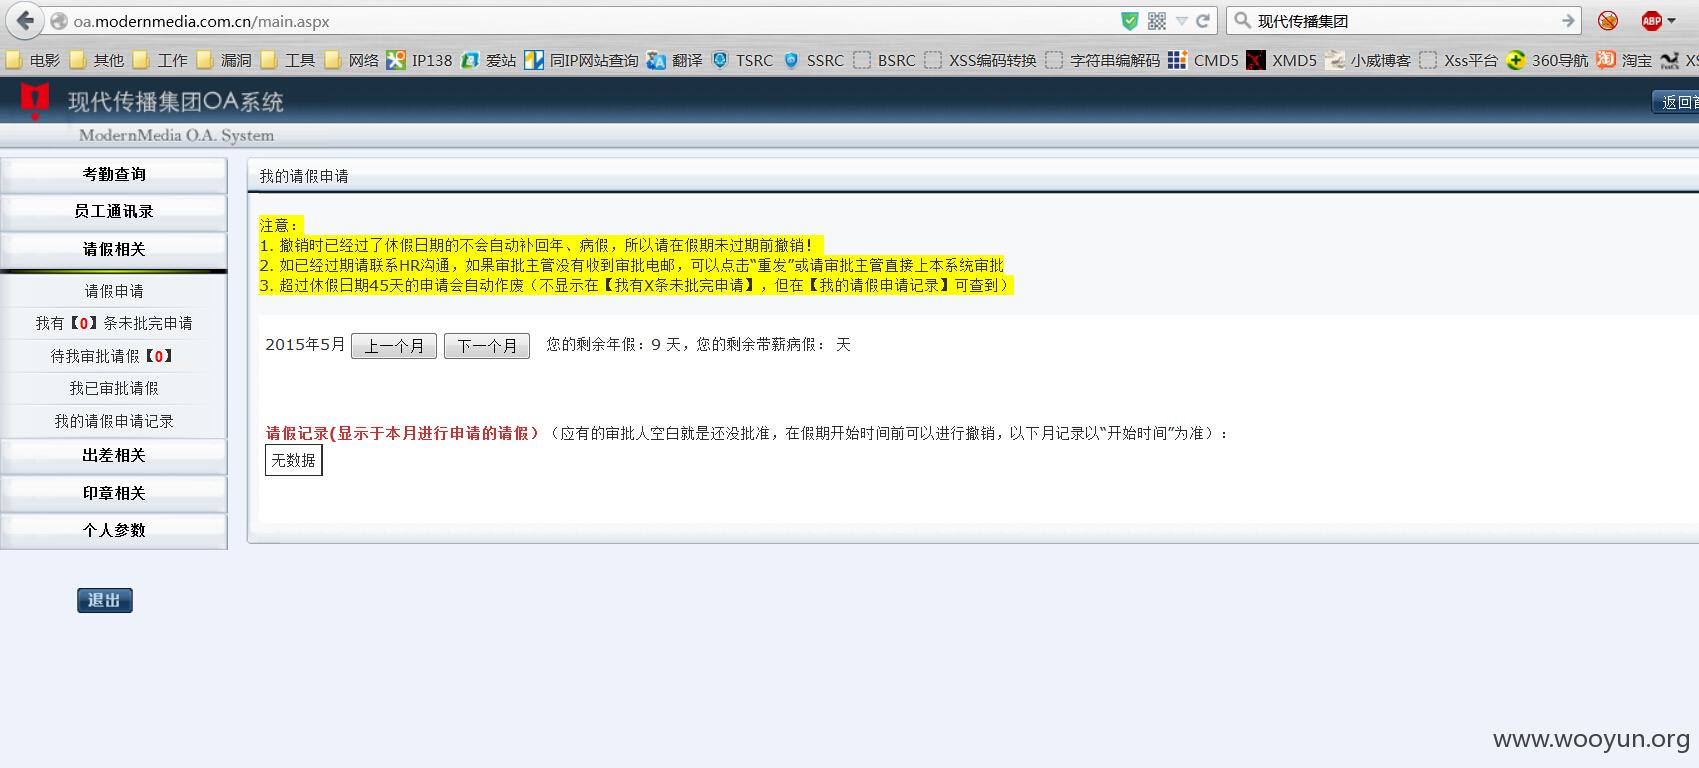 oa.modernmedia.com.cn/main.aspx
现代传播集团
ABP
电影 其他 工作 漏洞 工具 网络 IP138 爱站 同IP网站查询 翻译 TSRC SSRC BSRC XSS编码转换 字符串编解码 CMD5 XMD5 小威博客 Xss平台 360导航 淘宝 XS
现代传播集团OA系统
返回首
ModernMedia O.A. System
考勤查询
员工通讯录
请假相关
请假申请
我有【0】条未批完申请
待我审批请假【0】
我已审批请假
我的请假申请记录
出差相关
印章相关
个人参数
退出
我的请假申请
注意：
1. 撤销时已经过了休假日期的不会自动补回年、病假，所以请在假期未过期前撤销！
2. 如已经过期请联系HR沟通，如果审批主管没有收到审批电邮，可以点击“重发”或请审批主管直接上本系统审批
3. 超过休假日期45天的申请会自动作废（不显示在【我有X条未批完申请】，但在【我的请假申请记录】可查到）
2015年5月 上一个月 下一个月 您的剩余年假：9 天，您的剩余带薪病假： 天
请假记录(显示于本月进行申请的请假）（应有的审批人空白就是还没批准，在假期开始时间前可以进行撤销，以下月记录以“开始时间”为准）：
无数据
www.wooyun.org